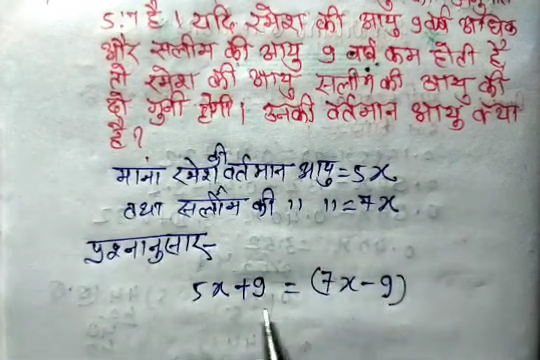 5:7 है। यदि रमेश की आयु 9 वर्ष अधिक
और सलीम की आयु 9 वर्ष कम होती है
तो रमेश की आयु सलीम की आयु की
दो गुनी होगी। उनकी वर्तमान आयु क्या
है?
माना रमेश की वर्तमान आयु = 5x
तथा सलीम की " " = 7x
प्रश्नानुसार-
5x+9 = (7x-9)